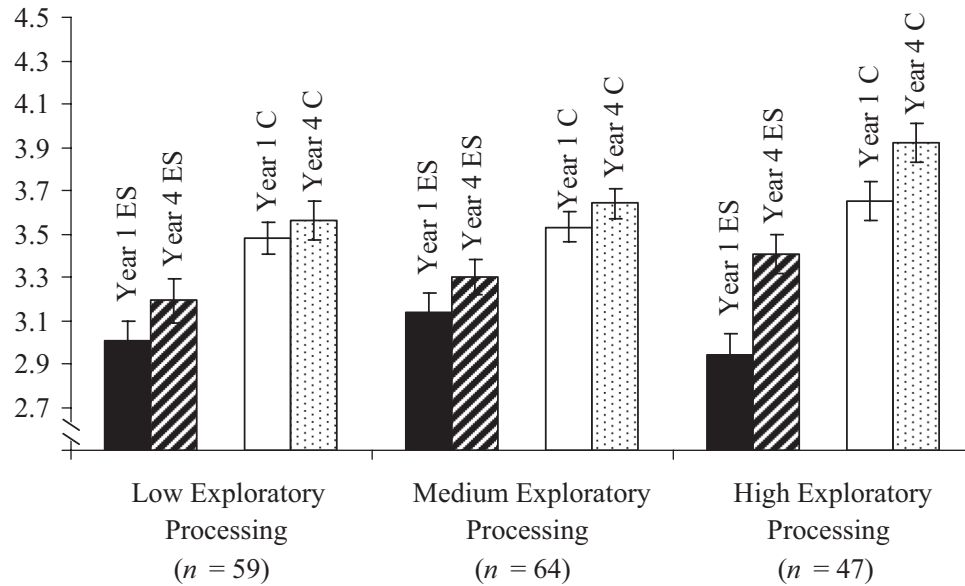 4.5
4.3
4.1
3.9
3.7
3.5
3.3
3.1
2.9
2.7
Year 1 ES
Year 4 ES
Year 1 C
Year 4 C
Year 1 ES
Year 4 ES
Year 1 C
Year 4 C
Year 1 ES
Year 4 ES
Year 1 C
Year 4 C
Low Exploratory
Processing
(n = 59)
Medium Exploratory
Processing
(n = 64)
High Exploratory
Processing
(n = 47)